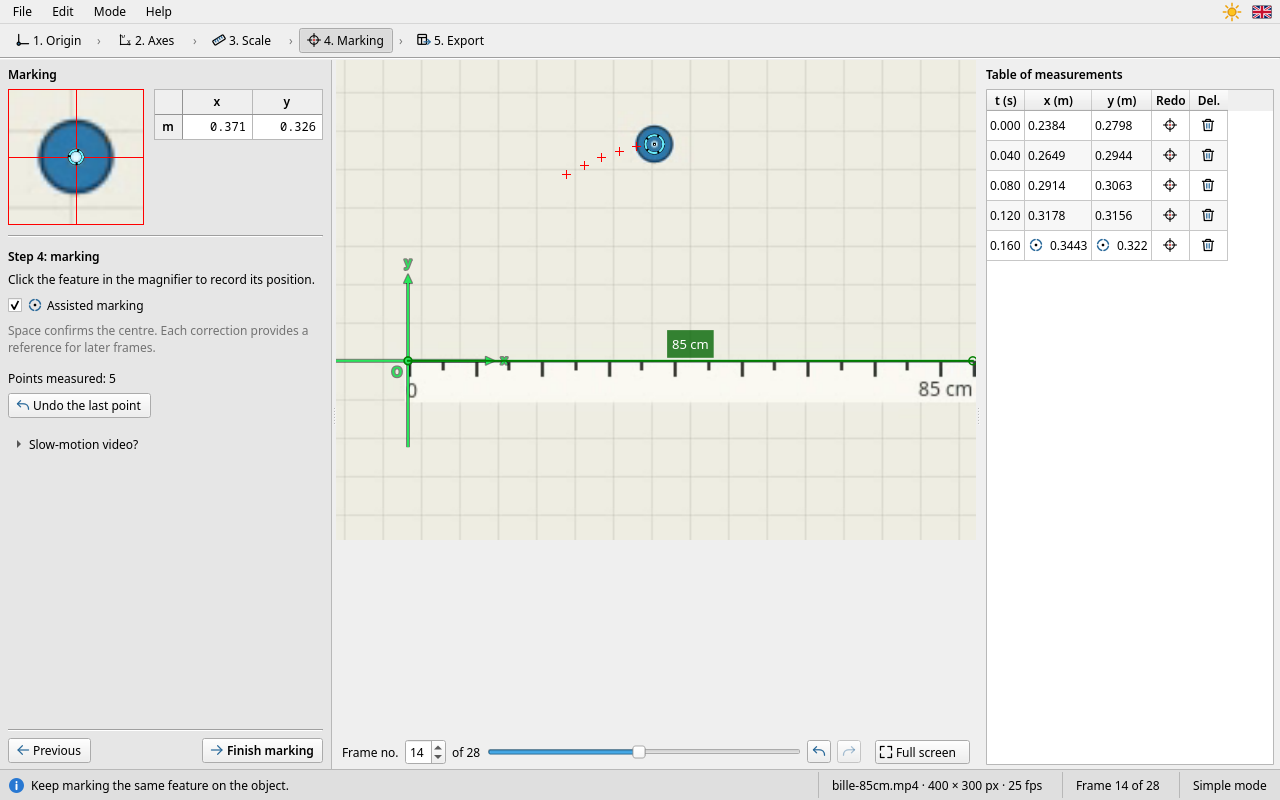 File Edit Mode Help
1. Origin › 2. Axes › 3. Scale › 4. Marking › 5. Export
Marking
x y
m 0.371 0.326
Step 4: marking
Click the feature in the magnifier to record its position.
Assisted marking
Space confirms the centre. Each correction provides a
reference for later frames.
Points measured: 5
Undo the last point
Slow-motion video?
Previous
Finish marking
y
x
O
85 cm
0
85 cm
Frame no. 14 of 28
Full screen
Table of measurements
t (s) x (m) y (m) Redo Del.
0.000 0.2384 0.2798
0.040 0.2649 0.2944
0.080 0.2914 0.3063
0.120 0.3178 0.3156
0.160 0.3443 0.322
Keep marking the same feature on the object.
bille-85cm.mp4 · 400 × 300 px · 25 fps
Frame 14 of 28
Simple mode